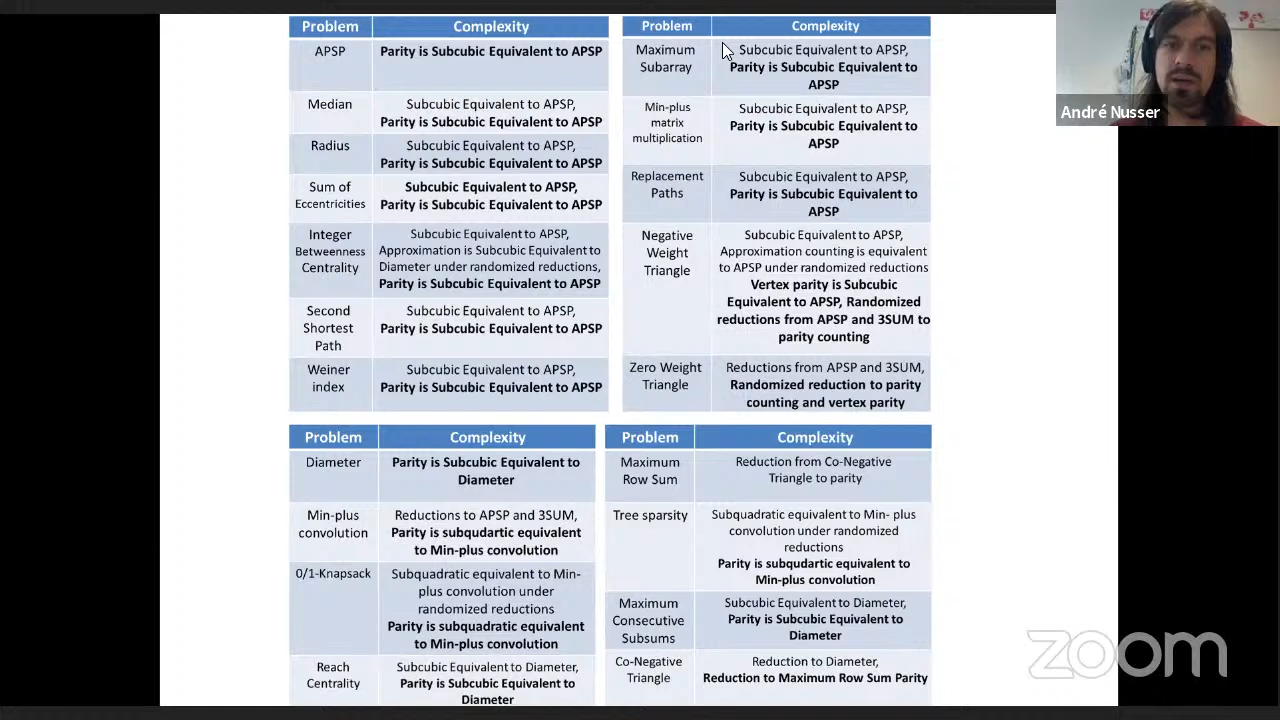 Problem Complexity
APSP Parity is Subcubic Equivalent to APSP
Median Subcubic Equivalent to APSP,
Parity is Subcubic Equivalent to APSP
Radius Subcubic Equivalent to APSP,
Parity is Subcubic Equivalent to APSP
Sum of Subcubic Equivalent to APSP,
Eccentricities Parity is Subcubic Equivalent to APSP
Integer Subcubic Equivalent to APSP,
Betweenness Approximation is Subcubic Equivalent to
Centrality Diameter under randomized reductions,
Parity is Subcubic Equivalent to APSP
Second Subcubic Equivalent to APSP,
Shortest Parity is Subcubic Equivalent to APSP
Path
Weiner Subcubic Equivalent to APSP,
index Parity is Subcubic Equivalent to APSP
Problem Complexity
Maximum Subcubic Equivalent to APSP,
Subarray Parity is Subcubic Equivalent to
APSP
Min-plus Subcubic Equivalent to APSP,
matrix Parity is Subcubic Equivalent to
multiplication APSP
Replacement Subcubic Equivalent to APSP,
Paths Parity is Subcubic Equivalent to
APSP
Negative Subcubic Equivalent to APSP,
Weight Approximation counting is equivalent
Triangle to APSP under randomized reductions
Vertex parity is Subcubic
Equivalent to APSP, Randomized
reductions from APSP and 3SUM to
parity counting
Zero Weight Reductions from APSP and 3SUM,
Triangle Randomized reduction to parity
counting and vertex parity
Problem Complexity
Diameter Parity is Subcubic Equivalent to
Diameter
Min-plus Reductions to APSP and 3SUM,
convolution Parity is subqudartic equivalent
to Min-plus convolution
0/1-Knapsack Subquadratic equivalent to Min-
plus convolution under
randomized reductions
Parity is subquadratic equivalent
to Min-plus convolution
Reach Subcubic Equivalent to Diameter,
Centrality Parity is Subcubic Equivalent to
Diameter
Problem Complexity
Maximum Reduction from Co-Negative
Row Sum Triangle to parity
Tree sparsity Subquadratic equivalent to Min- plus
convolution under randomized
reductions
Parity is subqudartic equivalent to
Min-plus convolution
Maximum Subcubic Equivalent to Diameter,
Consecutive Parity is Subcubic Equivalent to
Subsums Diameter
Co-Negative Reduction to Diameter,
Triangle Reduction to Maximum Row Sum Parity
André Nusser
zoom